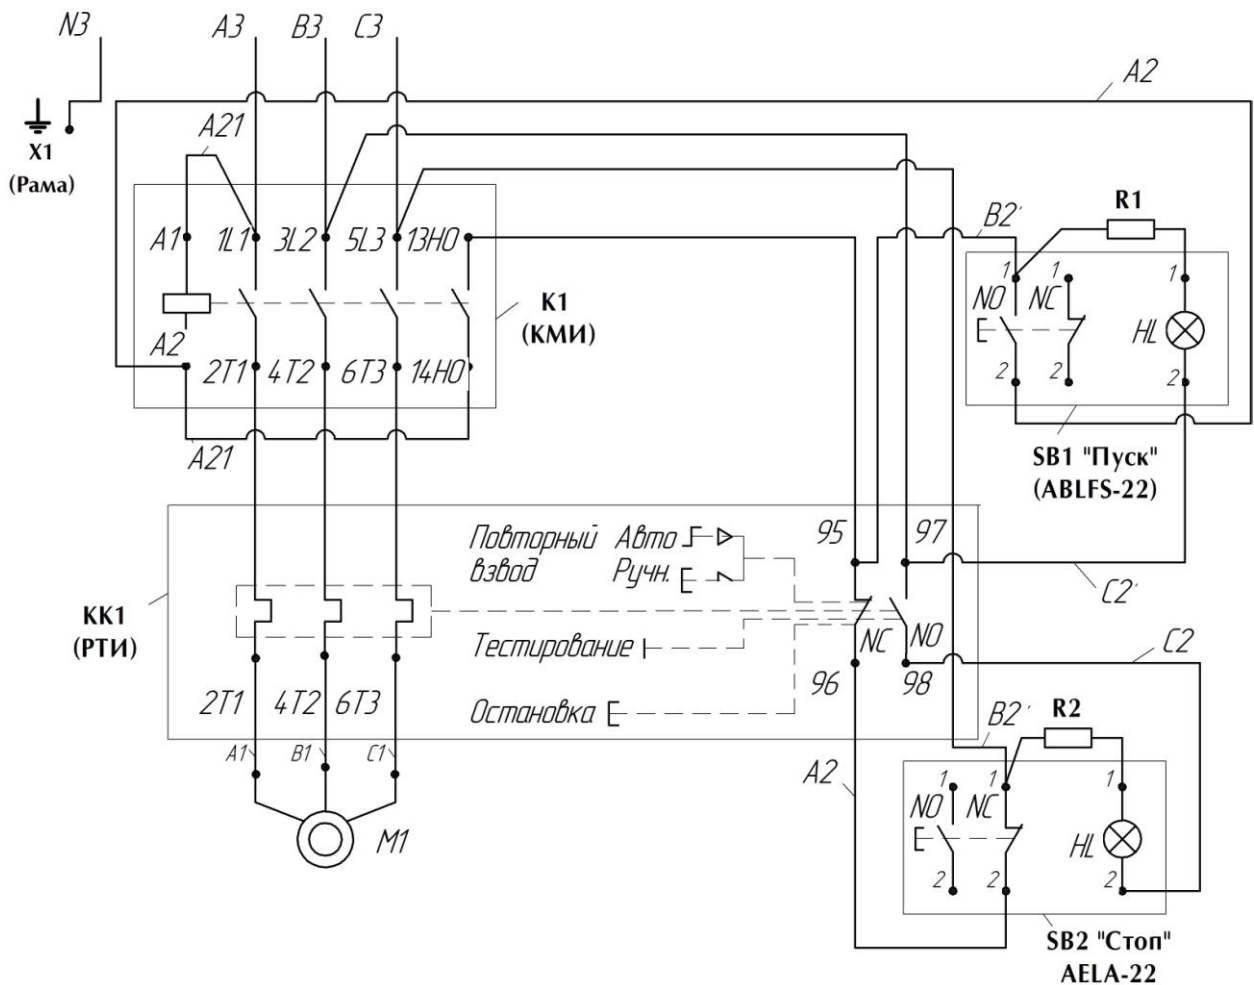 N3
A3
B3
C3
A2
A21
X1
(Рама)
R1
B2'
A1
1L1
3L2
5L3
13НО
1
1
1
NO
NC
HL
K1
(КМИ)
A2
2T1
4T2
6T3
14НО
2
2
2
A21
SB1 "Пуск"
(ABLFS-22)
Повторный
взвод
Авто
Ручн.
95
97
C2'
KK1
(РТИ)
Тестирование
NC
NO
C2
96
98
2T1
4T2
6T3
Остановка
B2'
R2
A1
B1
C1
A2
1
1
1
NO
NC
HL
M1
2
2
2
SB2 "Стоп"
AELA-22